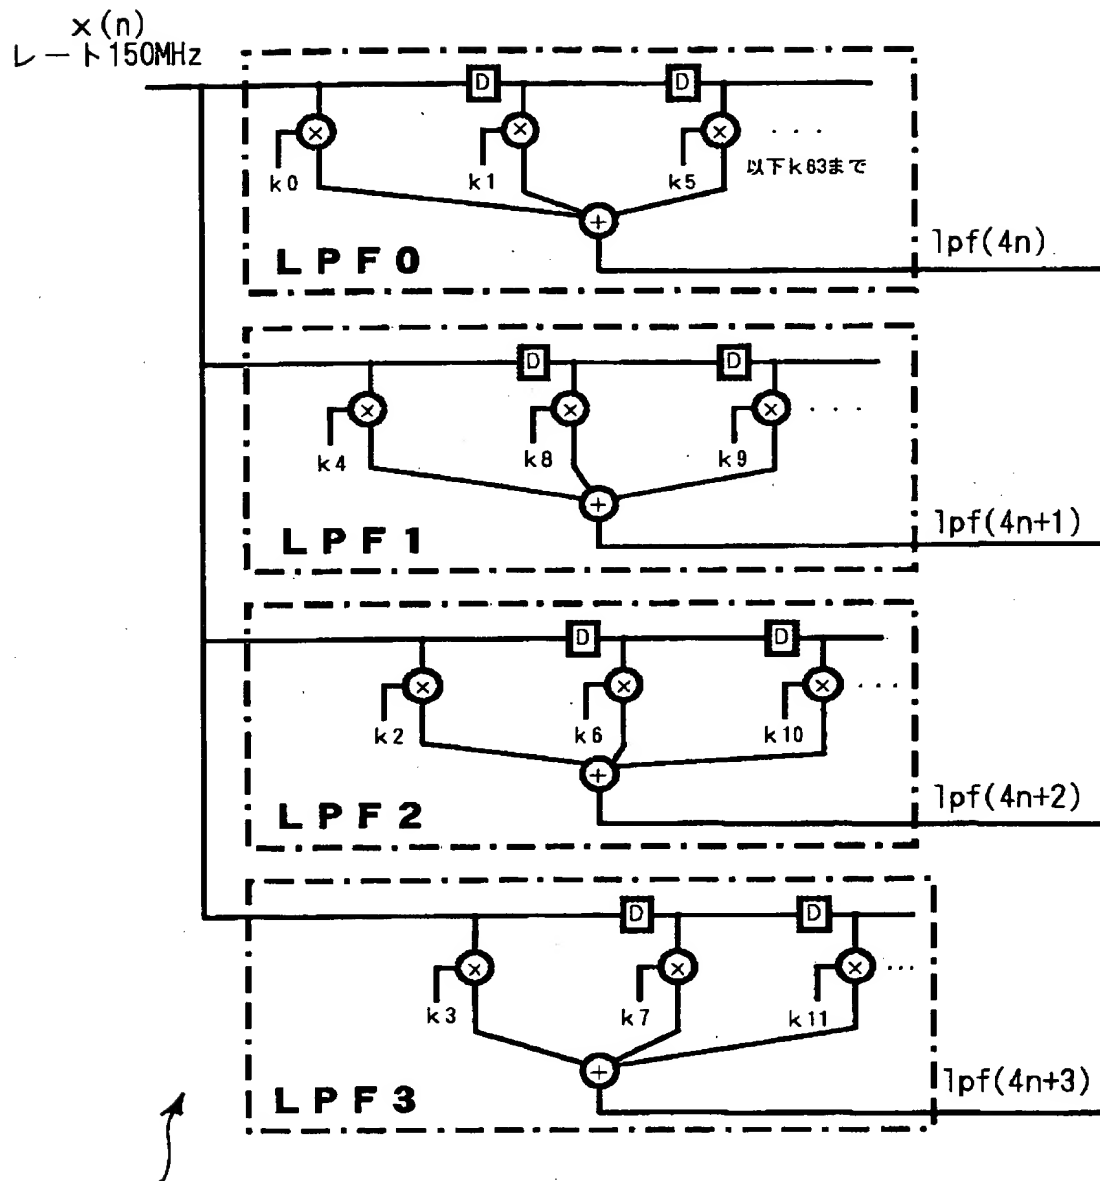 x(n)
レート150MHz
D D
× × × ...
k0 k1 k5 以下k63まで
+
LPF0
lpf(4n)
D D
× × × ...
k4 k8 k9
+
LPF1
lpf(4n+1)
D D
× × × ...
k2 k6 k10
+
LPF2
lpf(4n+2)
D D
× × × ...
k3 k7 k11
+
LPF3
lpf(4n+3)